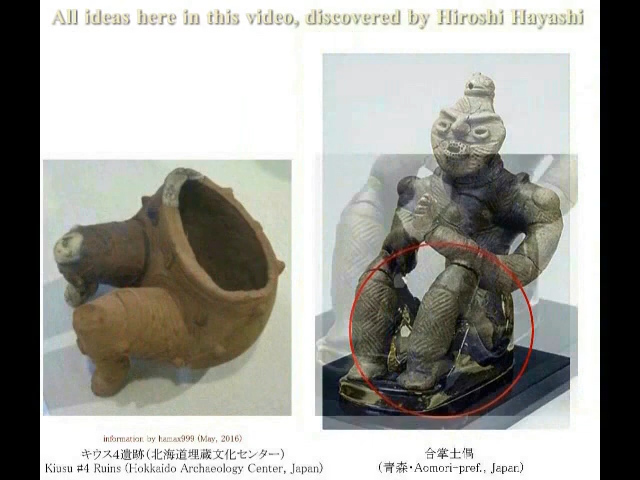 All ideas here in this video, discovered by Hiroshi Hayashi
information by hamax999 (May, 2016)
キウス4遺跡(北海道埋蔵文化センター)
Kiusu #4 Ruins (Hokkaido Archaeology Center, Japan)
合掌土偶
(青森・Aomori-pref., Japan)